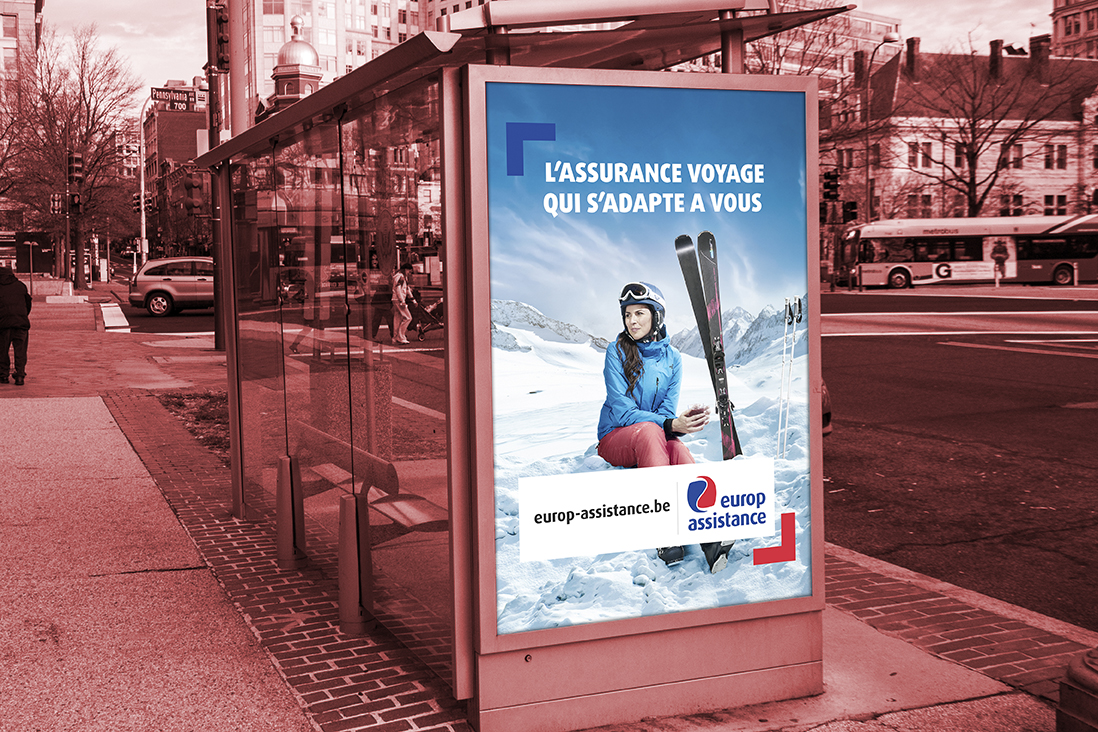 Pennsylvania
700
L'ASSURANCE VOYAGE
QUI S'ADAPTE A VOUS
metrobus
G
europ-assistance.be
europ
assistance